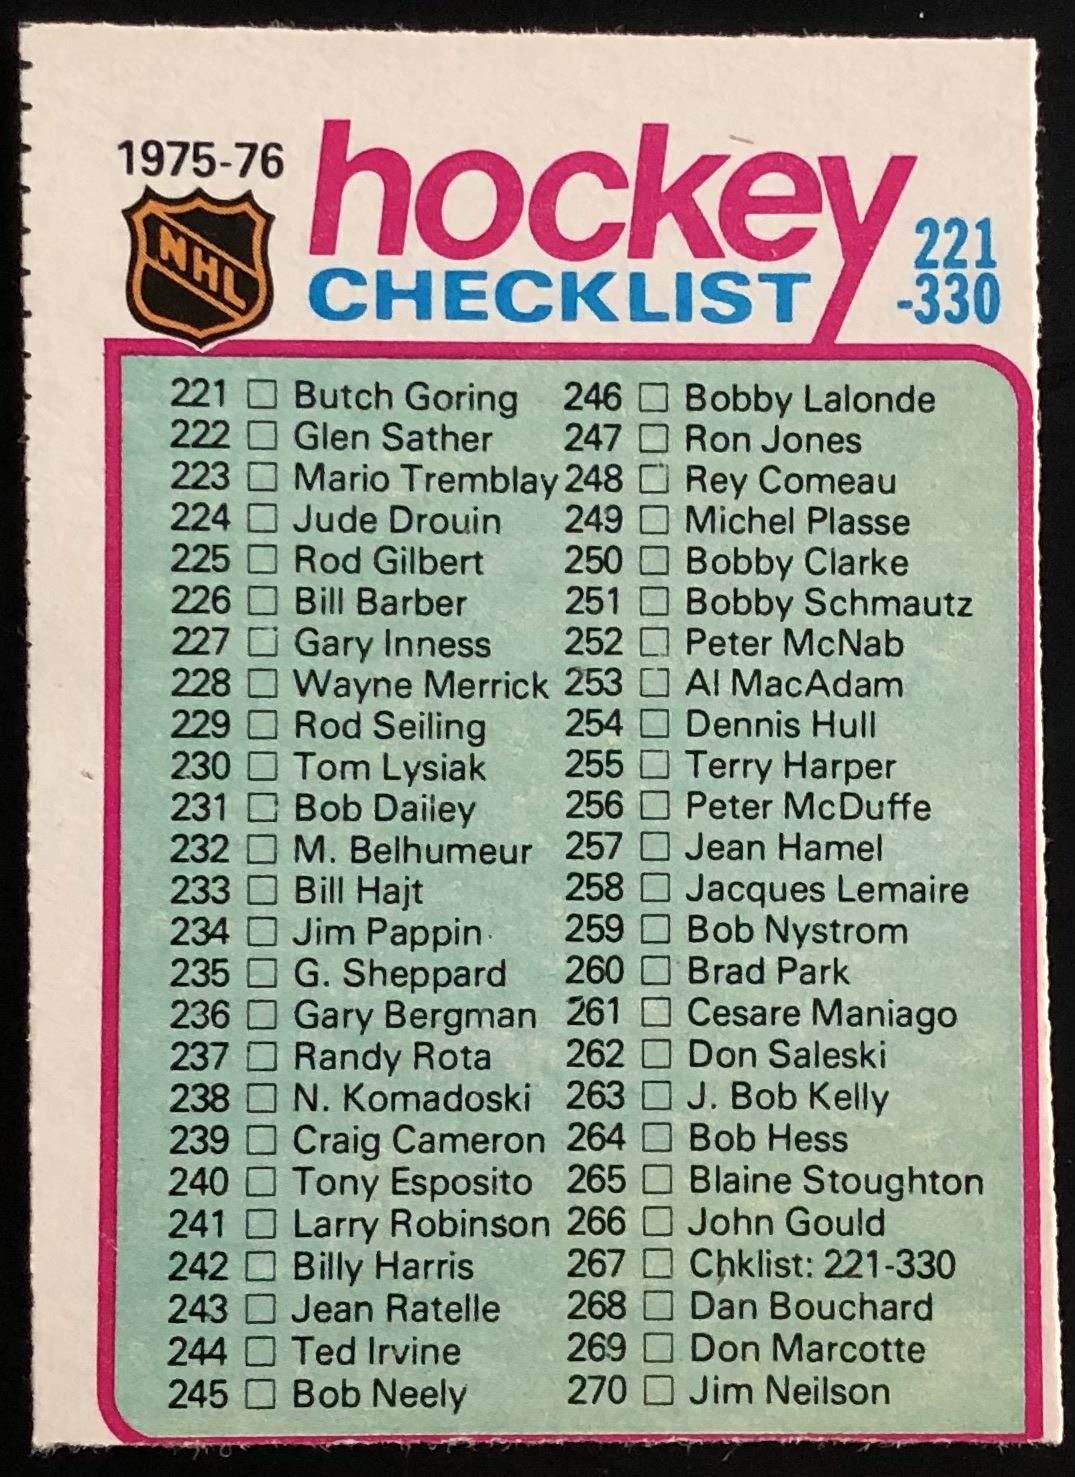 1975-76
hockey
NHL
CHECKLIST
221
-330
221 Butch Goring
222 Glen Sather
223 Mario Tremblay
224 Jude Drouin
225 Rod Gilbert
226 Bill Barber
227 Gary Inness
228 Wayne Merrick
229 Rod Seiling
230 Tom Lysiak
231 Bob Dailey
232 M. Belhumeur
233 Bill Hajt
234 Jim Pappin
235 G. Sheppard
236 Gary Bergman
237 Randy Rota
238 N. Komadoski
239 Craig Cameron
240 Tony Esposito
241 Larry Robinson
242 Billy Harris
243 Jean Ratelle
244 Ted Irvine
245 Bob Neely
246 Bobby Lalonde
247 Ron Jones
248 Rey Comeau
249 Michel Plasse
250 Bobby Clarke
251 Bobby Schmautz
252 Peter McNab
253 Al MacAdam
254 Dennis Hull
255 Terry Harper
256 Peter McDuffe
257 Jean Hamel
258 Jacques Lemaire
259 Bob Nystrom
260 Brad Park
261 Cesare Maniago
262 Don Saleski
263 J. Bob Kelly
264 Bob Hess
265 Blaine Stoughton
266 John Gould
267 Chklist: 221-330
268 Dan Bouchard
269 Don Marcotte
270 Jim Neilson